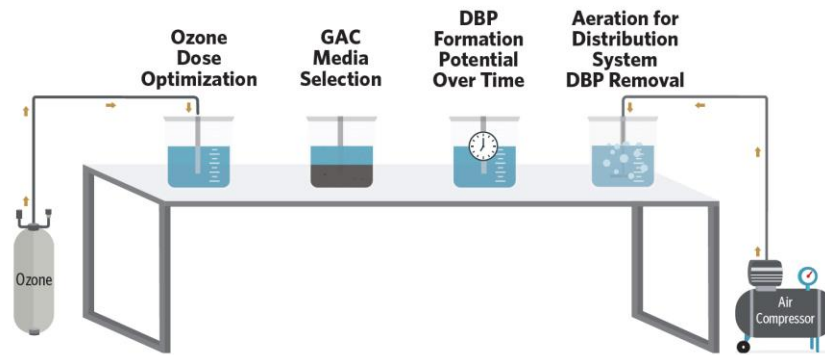 Ozone
Dose
Optimization
GAC
Media
Selection
DBP
Formation
Potential
Over Time
Aeration for
Distribution
System
DBP Removal
Ozone
Air
Compressor